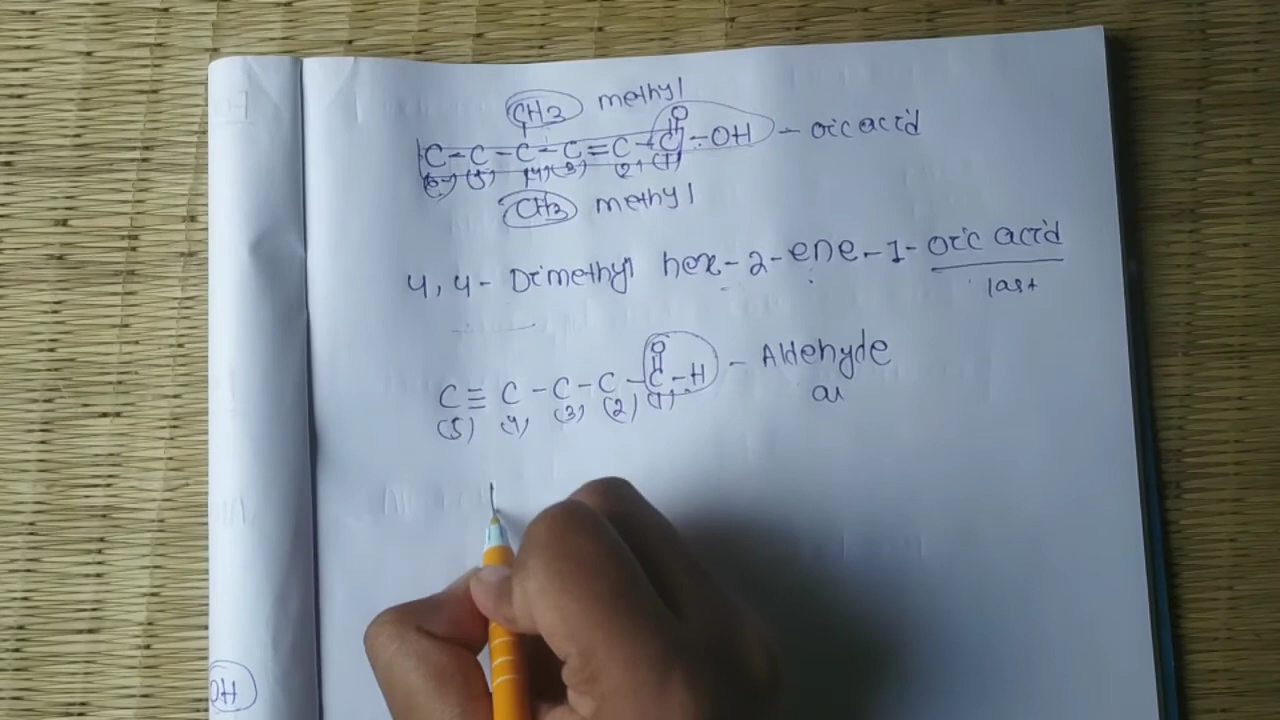 CH3 methyl
O
C-C-C-C=C-C-OH - oic acid
(6) (5) (4) (3) (2) (1)
CH3 methyl
4,4-Dimethyl hex-2-ene-1-oic acid
last
O
C≡C-C-C-C-H - Aldehyde
(5) (4) (3) (2) (1) al
OH